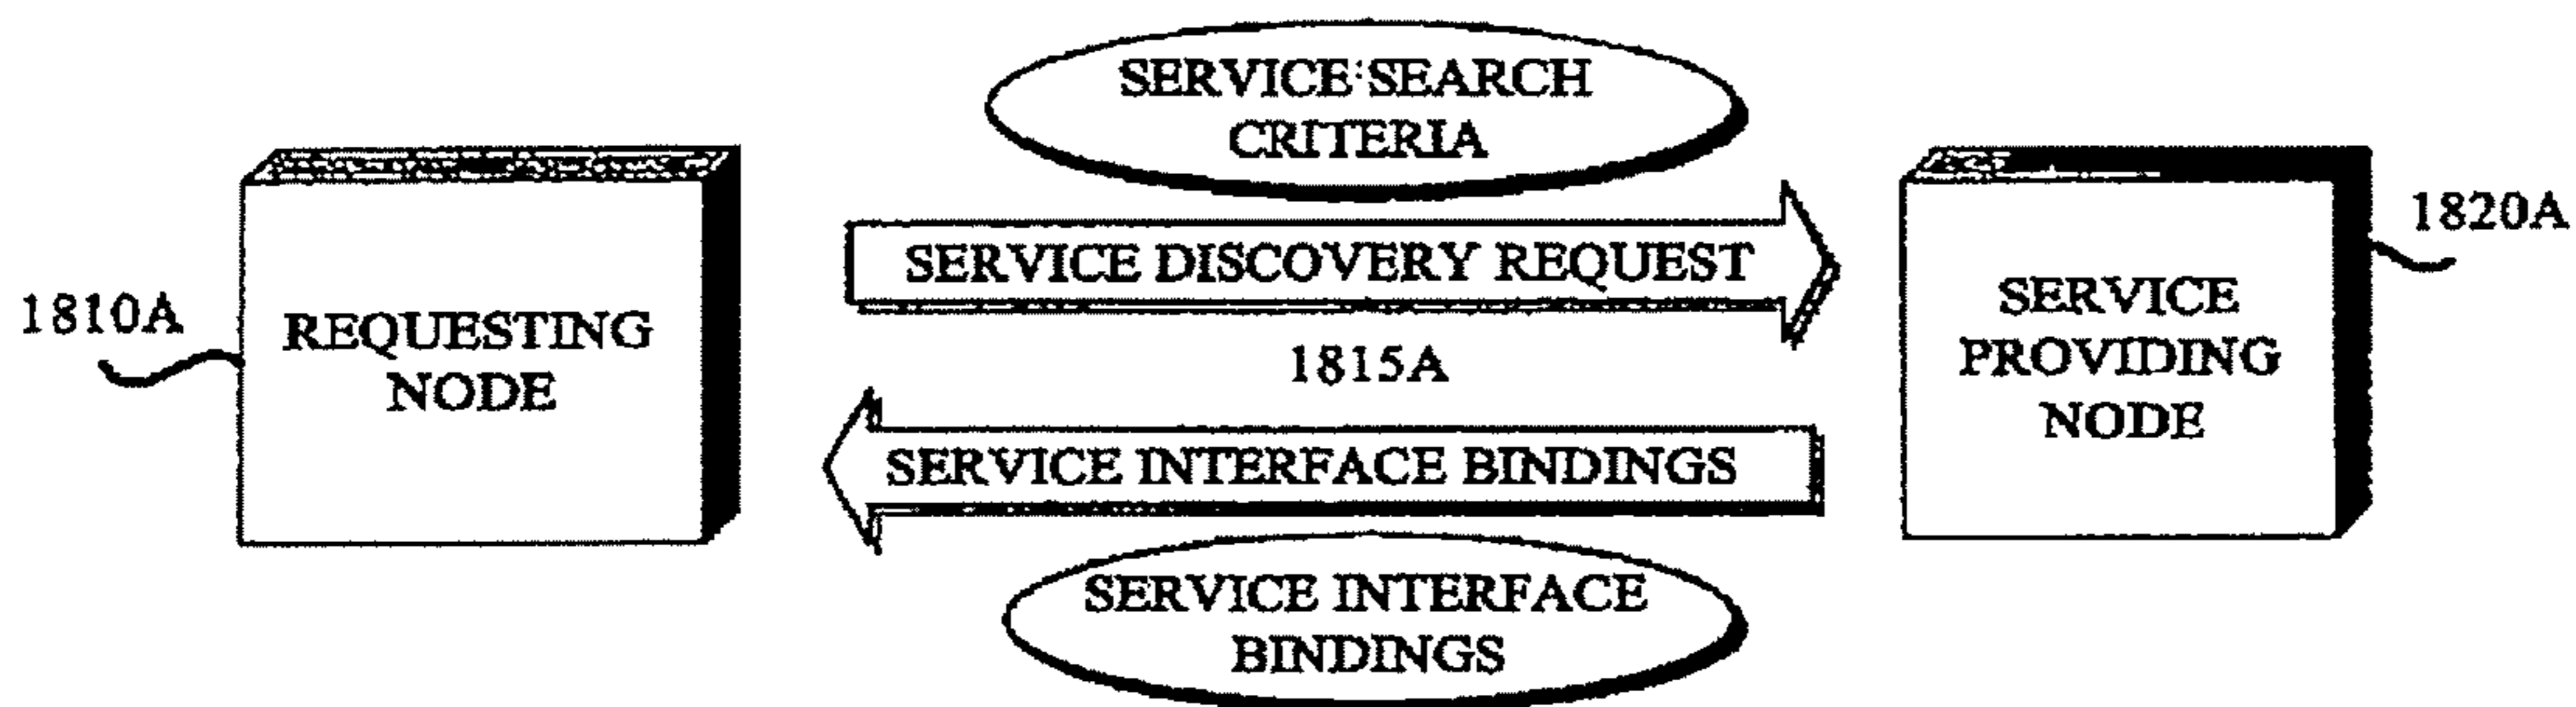 SERVICE SEARCH
CRITERIA
1820A
SERVICE DISCOVERY REQUEST
1810A
REQUESTING
NODE
SERVICE
PROVIDING
NODE
1815A
SERVICE INTERFACE BINDINGS
SERVICE INTERFACE
BINDINGS